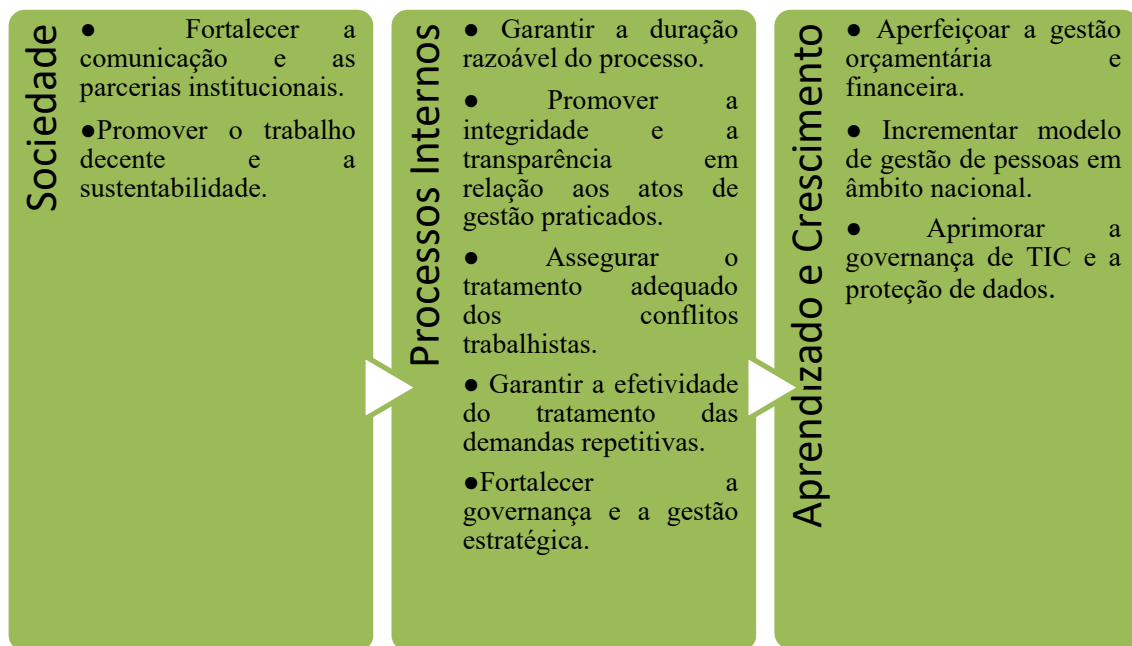 Sociedade
● Fortalecer a
comunicação e as
parcerias institucionais.
●Promover o trabalho
decente e a
sustentabilidade.
Processos Internos
● Garantir a duração
razoável do processo.
● Promover a
integridade e a
transparência em
relação aos atos de
gestão praticados.
● Assegurar o
tratamento adequado
dos conflitos
trabalhistas.
● Garantir a efetividade
do tratamento das
demandas repetitivas.
●Fortalecer a
governança e a gestão
estratégica.
Aprendizado e Crescimento
● Aperfeiçoar a gestão
orçamentária e
financeira.
● Incrementar modelo
de gestão de pessoas em
âmbito nacional.
● Aprimorar a
governança de TIC e a
proteção de dados.